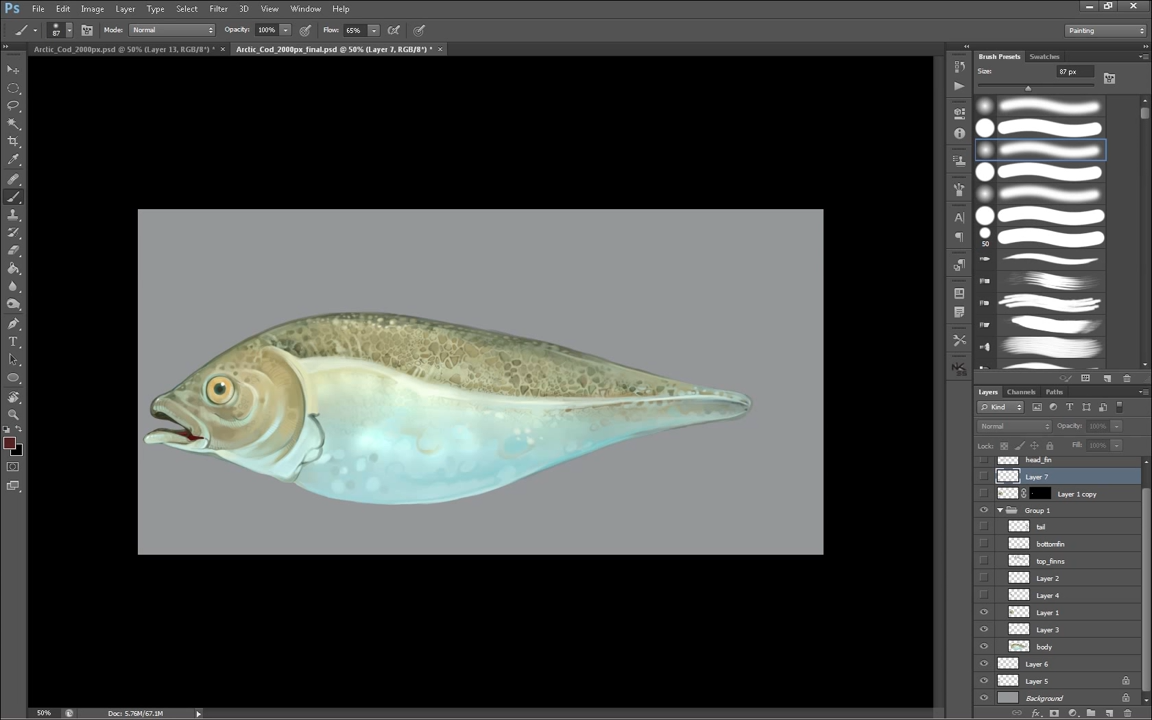 Ps File Edit Image Layer Type Select Filter 3D View Window Help
87 Mode: Normal Opacity: 100% Flow: 65% Painting
Arctic_Cod_2000px.psd @ 50% (Layer 13, RGB/8*) * × Arctic_Cod_2000px_final.psd @ 50% (Layer 7, RGB/8*) * ×
Brush Presets Swatches
Size: 87 px
50
Layers Channels Paths
Kind
Normal Opacity: 100%
Lock: Fill: 100%
head_fin
Layer 7
Layer 1 copy
Group 1
tail
bottomfin
top_finns
Layer 2
Layer 4
Layer 1
Layer 3
body
Layer 6
Layer 5
Background
50% Doc: 5.76M/67.1M